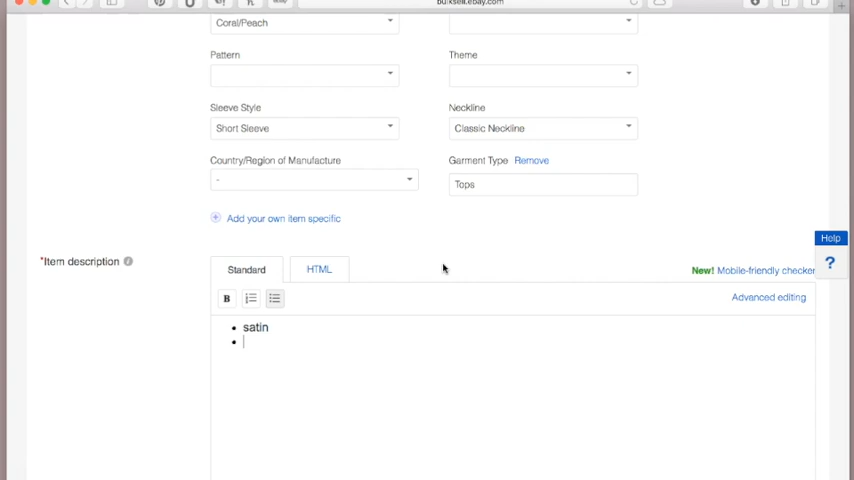 bulksell.ebay.com
Coral/Peach
Pattern
Theme
Sleeve Style
Neckline
Short Sleeve
Classic Neckline
Country/Region of Manufacture
Garment Type Remove
-
Tops
Add your own item specific
Help
?
*Item description i
Standard
HTML
New! Mobile-friendly checker
B
Advanced editing
• satin
•